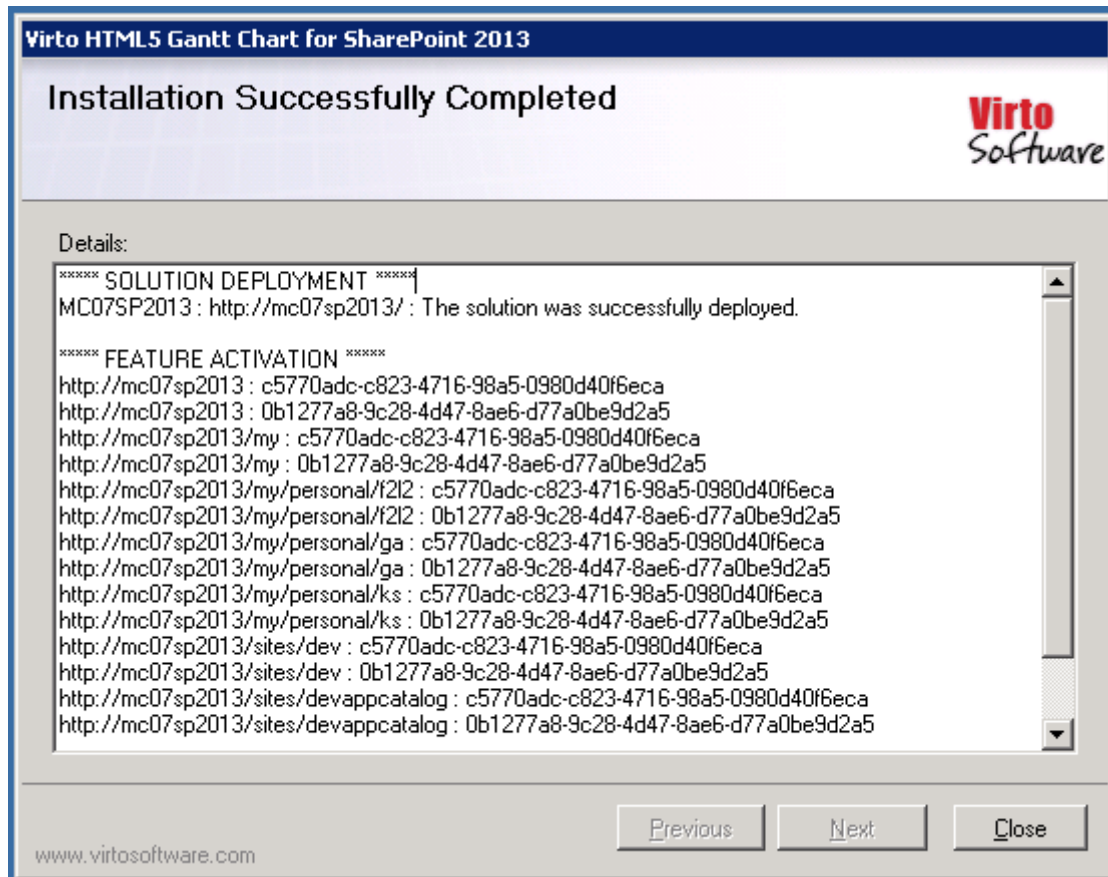 Virto HTML5 Gantt Chart for SharePoint 2013
Installation Successfully Completed
Virto
Software
Details:
***** SOLUTION DEPLOYMENT *****
MC07SP2013 : http://mc07sp2013/ : The solution was successfully deployed.
***** FEATURE ACTIVATION *****
http://mc07sp2013 : c5770adc-c823-4716-98a5-0980d40f6eca
http://mc07sp2013 : 0b1277a8-9c28-4d47-8ae6-d77a0be9d2a5
http://mc07sp2013/my : c5770adc-c823-4716-98a5-0980d40f6eca
http://mc07sp2013/my : 0b1277a8-9c28-4d47-8ae6-d77a0be9d2a5
http://mc07sp2013/my/personal/f2l2 : c5770adc-c823-4716-98a5-0980d40f6eca
http://mc07sp2013/my/personal/f2l2 : 0b1277a8-9c28-4d47-8ae6-d77a0be9d2a5
http://mc07sp2013/my/personal/ga : c5770adc-c823-4716-98a5-0980d40f6eca
http://mc07sp2013/my/personal/ga : 0b1277a8-9c28-4d47-8ae6-d77a0be9d2a5
http://mc07sp2013/my/personal/ks : c5770adc-c823-4716-98a5-0980d40f6eca
http://mc07sp2013/my/personal/ks : 0b1277a8-9c28-4d47-8ae6-d77a0be9d2a5
http://mc07sp2013/sites/dev : c5770adc-c823-4716-98a5-0980d40f6eca
http://mc07sp2013/sites/dev : 0b1277a8-9c28-4d47-8ae6-d77a0be9d2a5
http://mc07sp2013/sites/devappcatalog : c5770adc-c823-4716-98a5-0980d40f6eca
http://mc07sp2013/sites/devappcatalog : 0b1277a8-9c28-4d47-8ae6-d77a0be9d2a5
Previous
Next
Close
www.virtosoftware.com